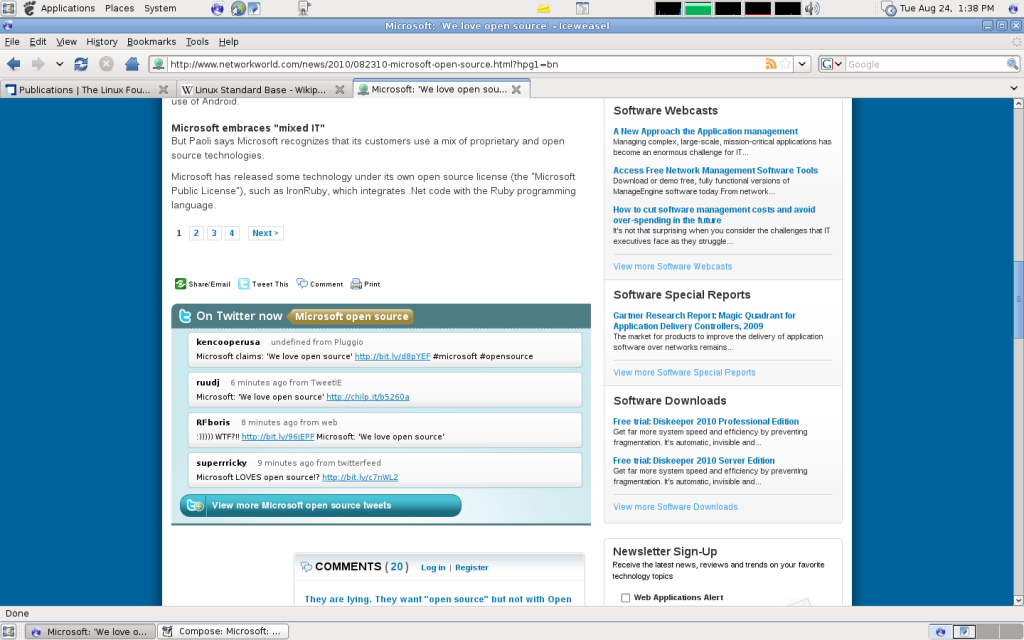 Applications Places System
Tue Aug 24, 1:38 PM
Microsoft: 'We love open source' - Iceweasel
File Edit View History Bookmarks Tools Help
http://www.networkworld.com/news/2010/082310-microsoft-open-source.html?hpg1=bn
Google
Publications | The Linux Fou...
Linux Standard Base - Wikip...
Microsoft: 'We love open sou...
use of Android.
Microsoft embraces "mixed IT"
But Paoli says Microsoft recognizes that its customers use a mix of proprietary and open
source technologies.
Microsoft has released some technology under its own open source license (the "Microsoft
Public License"), such as IronRuby, which integrates .Net code with the Ruby programming
language.
1 2 3 4 Next >
Share/Email Tweet This Comment Print
On Twitter now Microsoft open source
kencooperusa undefined from Pluggio
Microsoft claims: 'We love open source' http://bit.ly/d8pYEF #microsoft #opensource
ruudj 6 minutes ago from TweetIE
Microsoft: 'We love open source' http://chilp.it/b5260a
RFboris 8 minutes ago from web
:))))) WTF?!! http://bit.ly/96iEPF Microsoft: 'We love open source'
superrricky 9 minutes ago from twitterfeed
Microsoft LOVES open source!? http://bit.ly/c7nWL2
View more Microsoft open source tweets
COMMENTS ( 20 ) Log in | Register
They are lying. They want "open source" but not with Open
Software Webcasts
A New Approach the Application management
Managing complex, large-scale, mission-critical applications has
become an enormous challenge for IT...
Access Free Network Management Software Tools
Download or demo free, fully functional versions of
ManageEngine software today.From network...
How to cut software management costs and avoid
over-spending in the future
It's not that surprising when you consider the challenges that IT
executives face as they struggle...
View more Software Webcasts
Software Special Reports
Gartner Research Report: Magic Quadrant for
Application Delivery Controllers, 2009
The market for products to improve the delivery of application
software over networks remains...
View more Software Special Reports
Software Downloads
Free trial: Diskeeper 2010 Professional Edition
Get far more system speed and efficiency by preventing
fragmentation. It's automatic, invisible and...
Free trial: Diskeeper 2010 Server Edition
Get far more system speed and efficiency by preventing
fragmentation. It's automatic, invisible and...
View more Software Downloads
Newsletter Sign-Up
Receive the latest news, reviews and trends on your favorite
technology topics
Web Applications Alert
Done
Microsoft: 'We love o...
Compose: Microsoft: ...